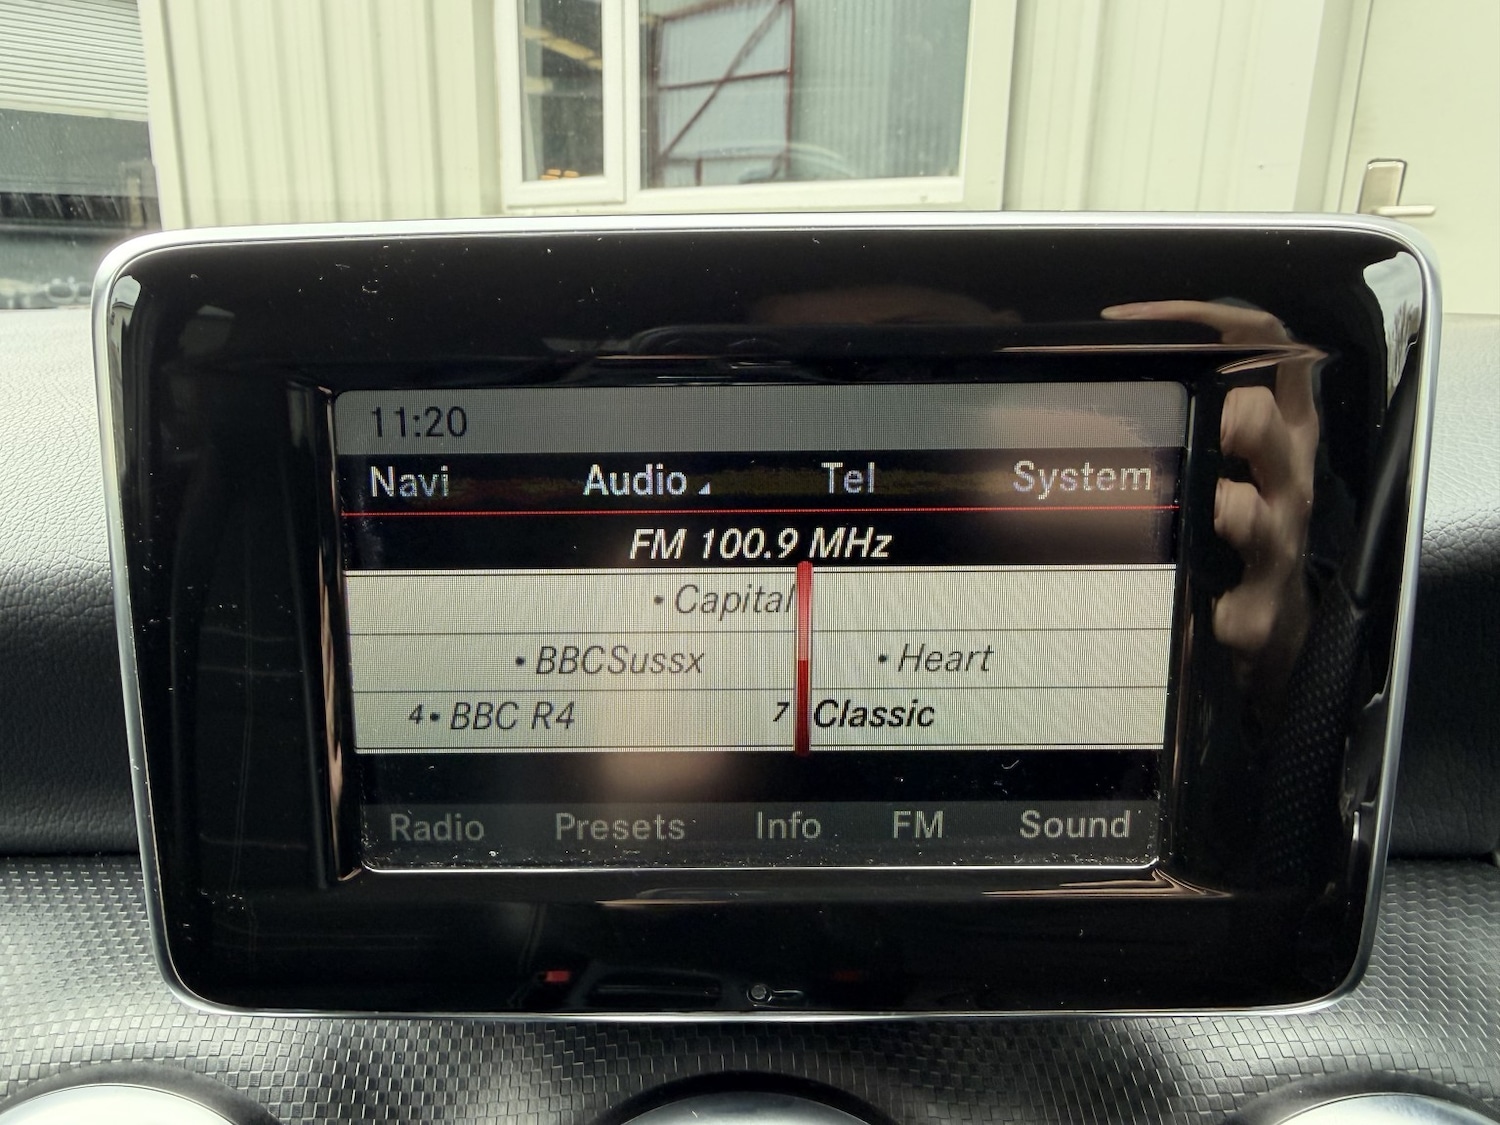 11:20
Navi Audio Tel System
FM 100.9 MHz
• Capital
• BBCSussx • Heart
4• BBC R4 7 Classic
Radio Presets Info FM Sound